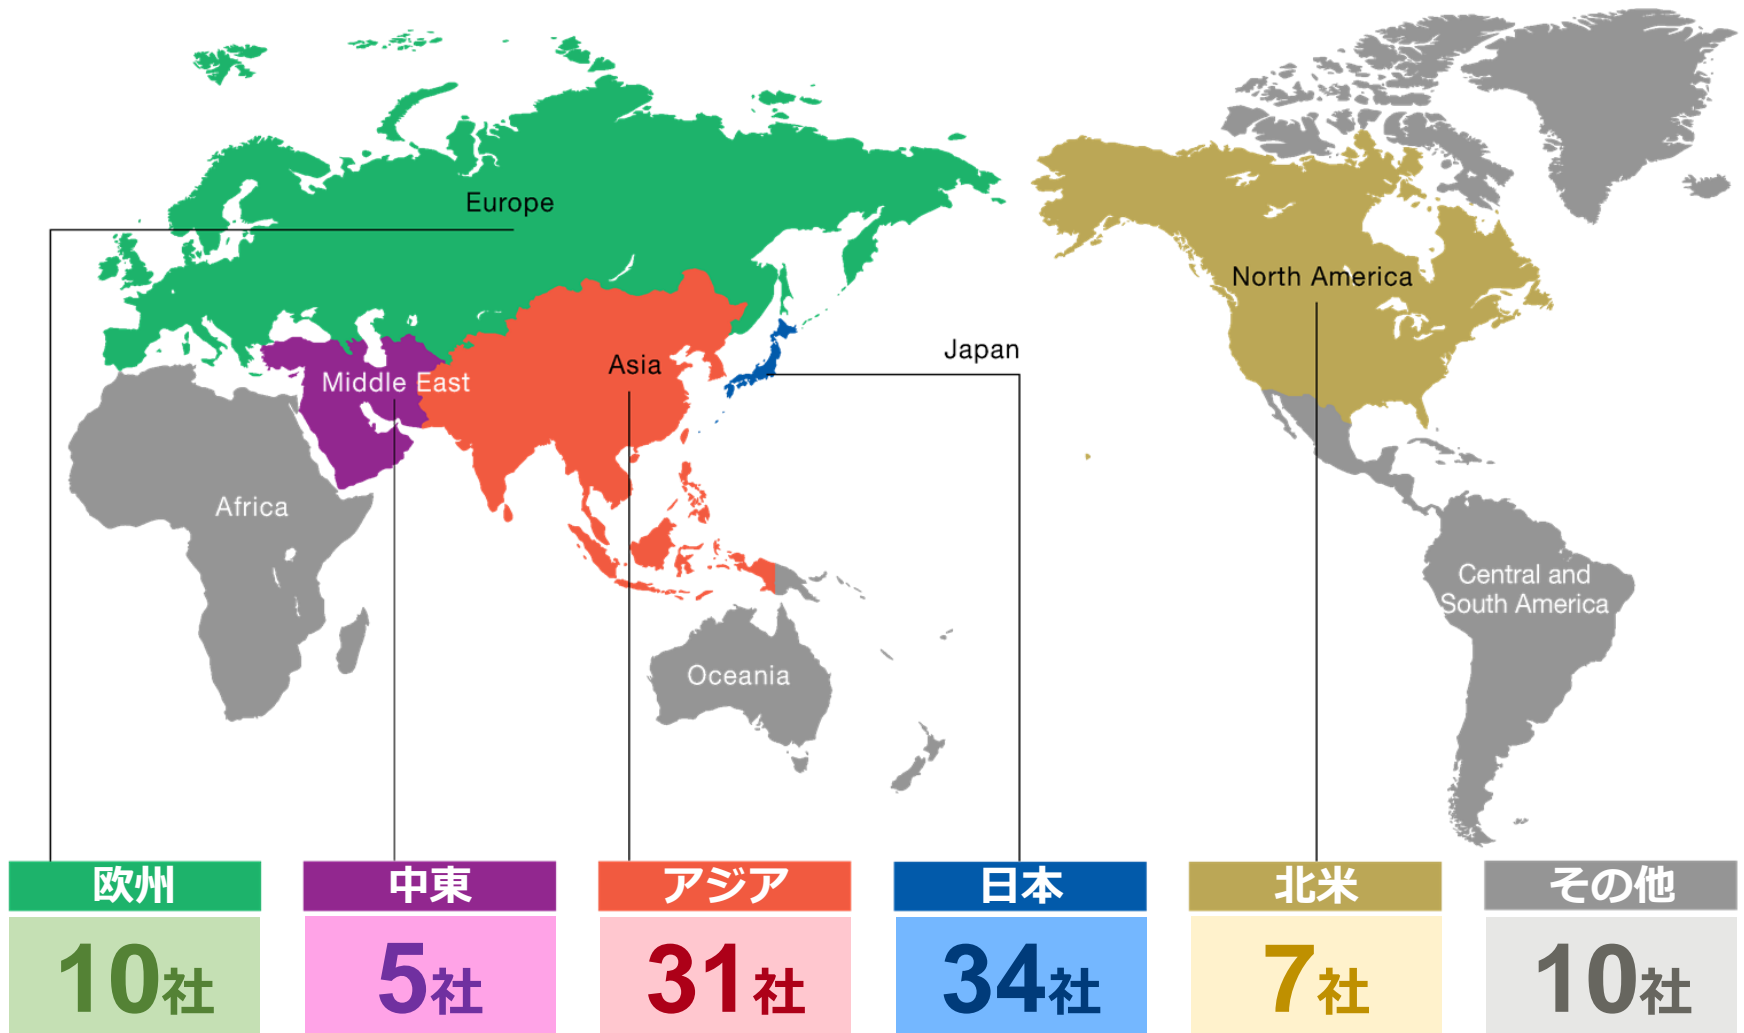 Europe
North America
Japan
Asia
Middle East
Africa
Central and
South America
Oceania
欧州
中東
アジア
日本
北米
その他
10社
5社
31社
34社
7社
10社